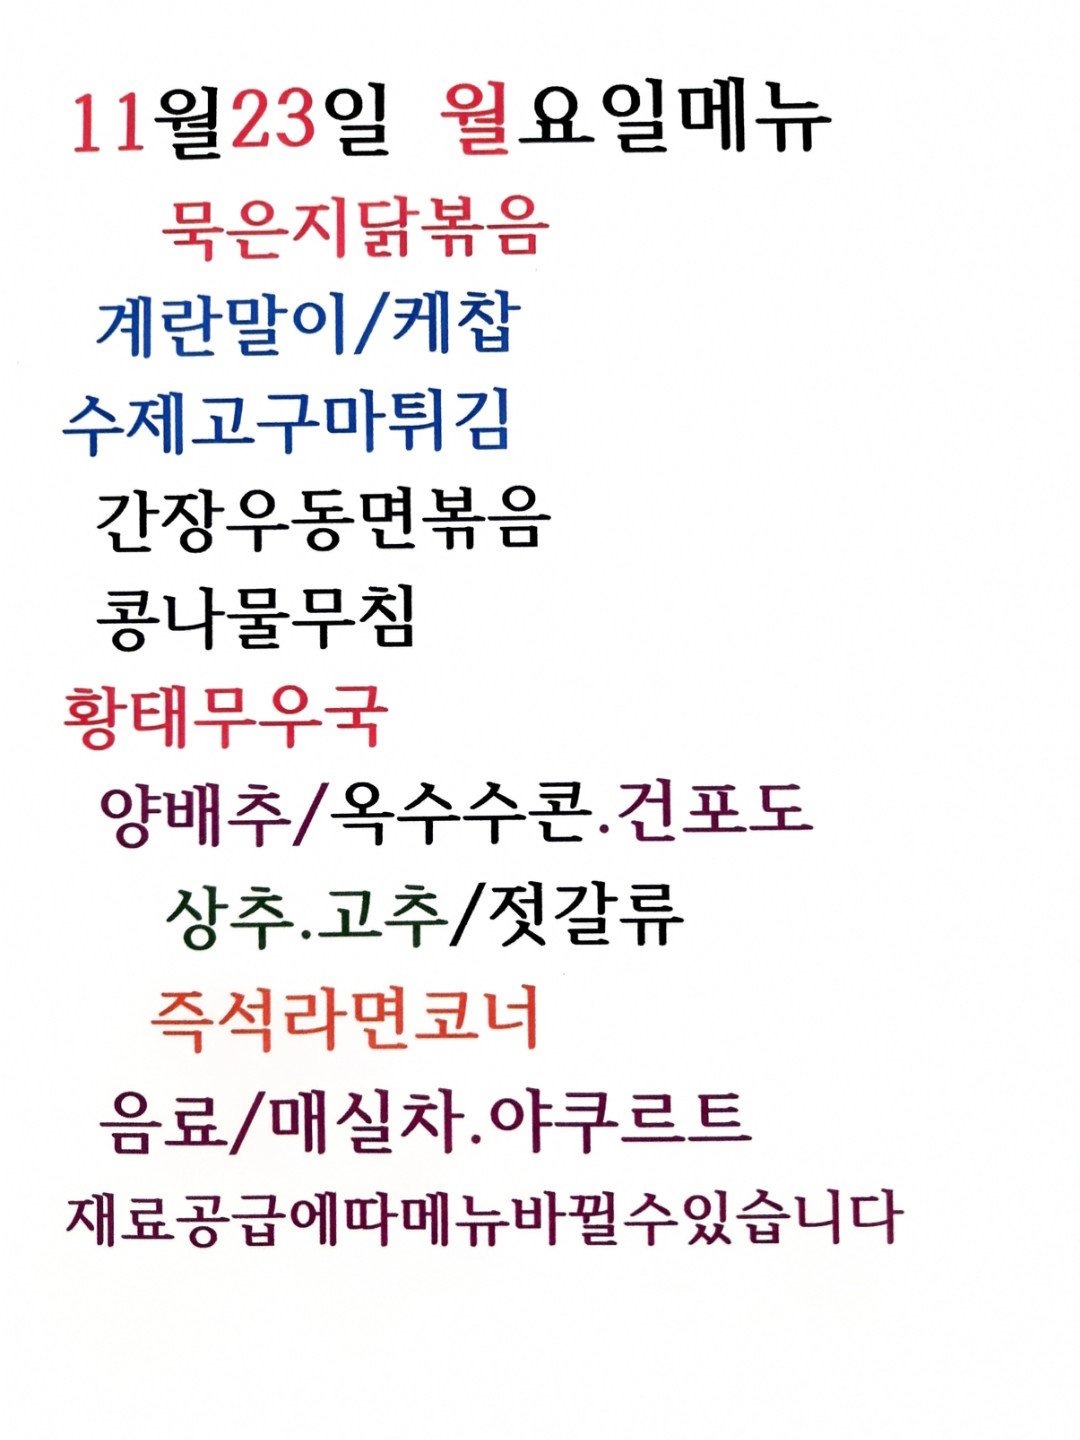 11월23일 월요일메뉴
묵은지닭볶음
계란말이/케찹
수제고구마튀김
간장우동면볶음
콩나물무침
황태무우국
양배추/옥수수콘.건포도
상추.고추/젓갈류
즉석라면코너
음료/매실차.야쿠르트
재료공급에따메뉴바뀔수있습니다